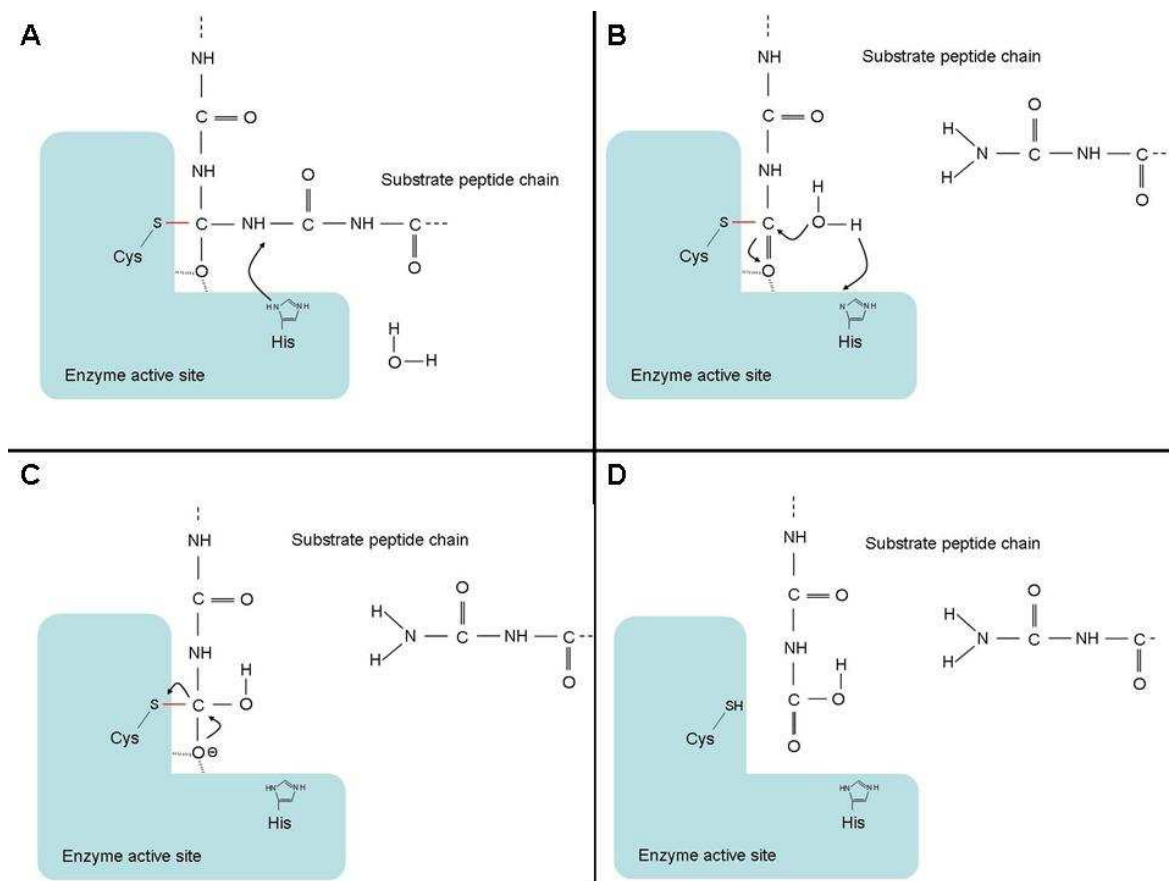 A
NH
C = O
NH
O
Substrate peptide chain
S — C — NH — C — NH — C
Cys
O
O
HN NH
His
H
O — H
Enzyme active site
B
Substrate peptide chain
NH
C = O
O
H
N — C — NH — C
H
O
NH
H
S — C
O — H
Cys
O
N NH
His
Enzyme active site
C
Substrate peptide chain
NH
C = O
O
H
N — C — NH — C
H
O
NH
H
S — C — O
Cys
O ⊖
HN NH
His
Enzyme active site
D
Substrate peptide chain
NH
C = O
O
H
N — C — NH — C
H
O
NH
H
SH
C — O
Cys
O
HN NH
His
Enzyme active site